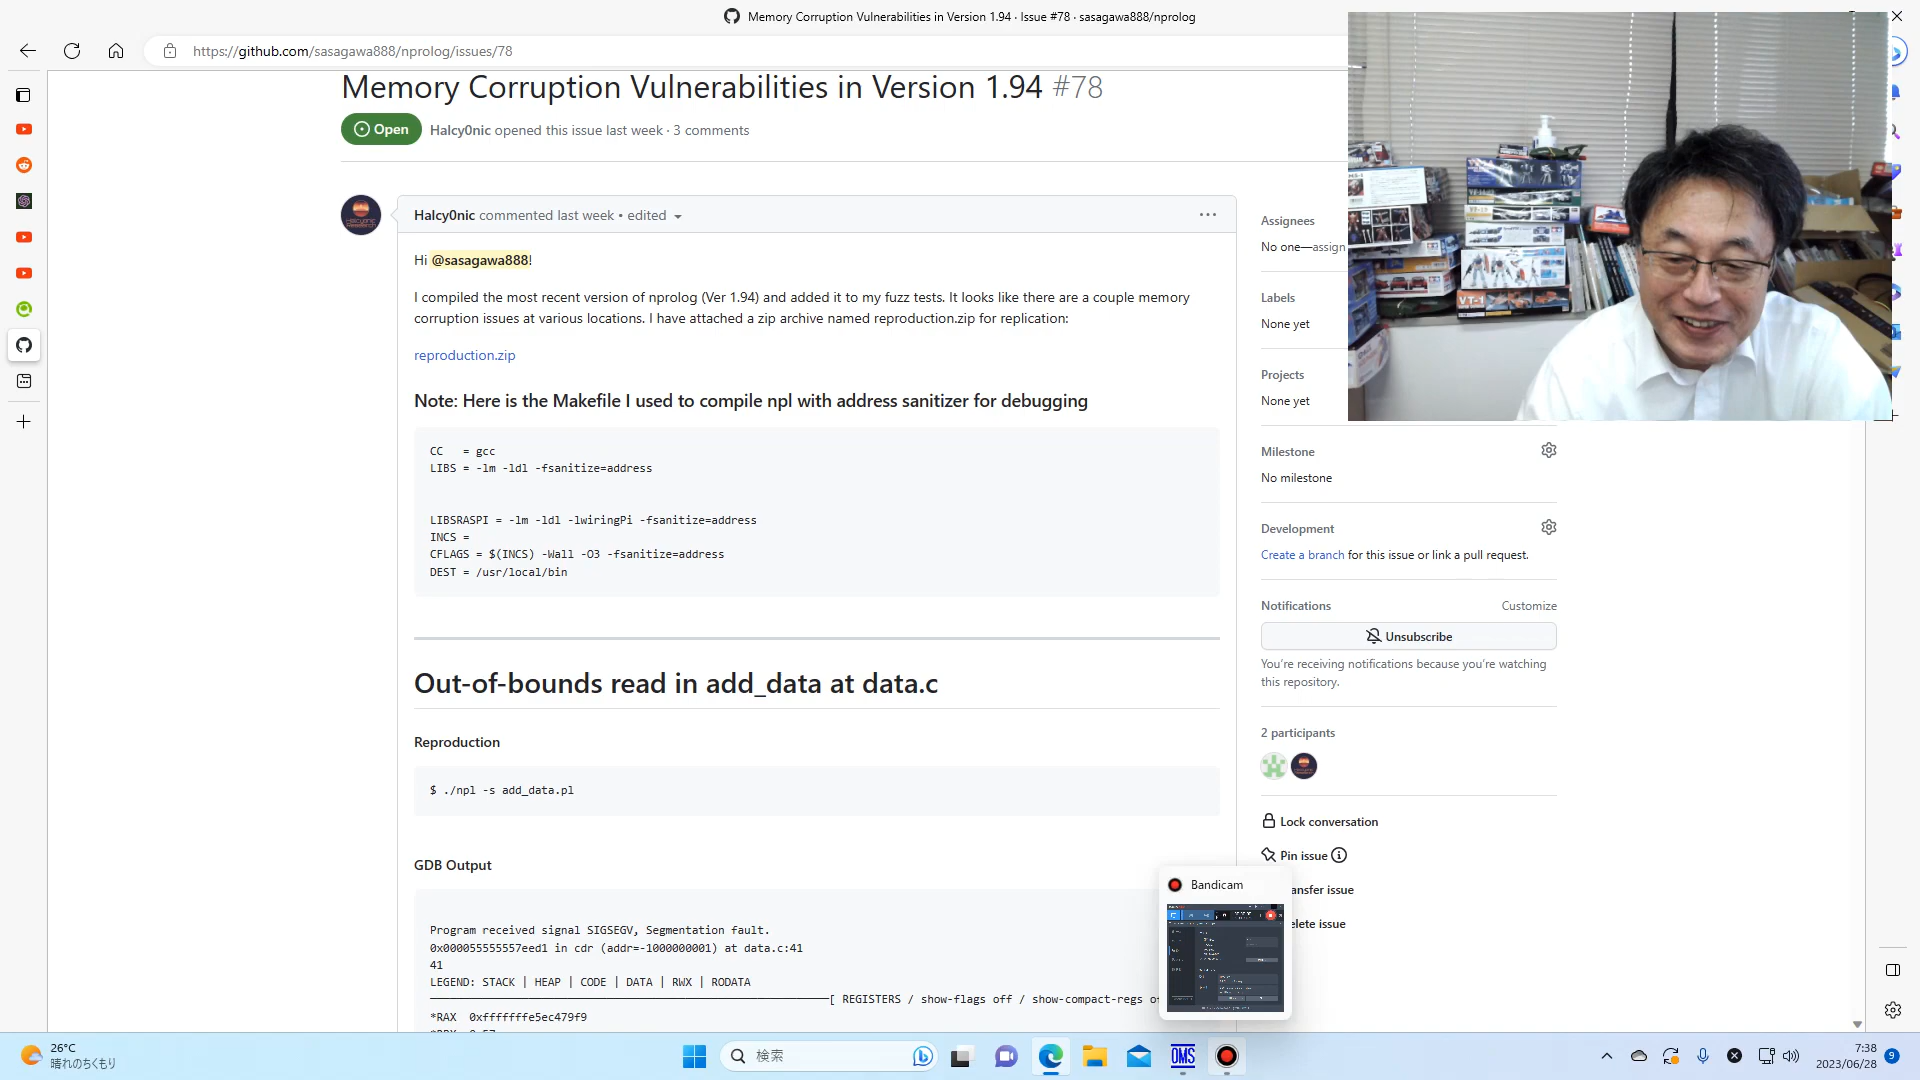 Memory Corruption Vulnerabilities in Version 1.94 · Issue #78 · sasagawa888/nprolog
https://github.com/sasagawa888/nprolog/issues/78
Memory Corruption Vulnerabilities in Version 1.94 #78
Open
Halcy0nic opened this issue last week · 3 comments
Halcy0nic commented last week • edited
Hi @sasagawa888!
I compiled the most recent version of nprolog (Ver 1.94) and added it to my fuzz tests. It looks like there are a couple memory
corruption issues at various locations. I have attached a zip archive named reproduction.zip for replication:
reproduction.zip
Note: Here is the Makefile I used to compile npl with address sanitizer for debugging
CC   = gcc
LIBS = -lm -ldl -fsanitize=address
LIBSRASPI = -lm -ldl -lwiringPi -fsanitize=address
INCS =
CFLAGS = $(INCS) -Wall -O3 -fsanitize=address
DEST = /usr/local/bin
Out-of-bounds read in add_data at data.c
Reproduction
$ ./npl -s add_data.pl
GDB Output
Program received signal SIGSEGV, Segmentation fault.
0x000055555557eed1 in cdr (addr=-1000000001) at data.c:41
41
LEGEND: STACK | HEAP | CODE | DATA | RWX | RODATA
[ REGISTERS / show-flags off / show-compact-regs
*RAX  0xfffffffe5ec479f9
Assignees
No one—assign
Labels
None yet
Projects
None yet
Milestone
No milestone
Development
Create a branch for this issue or link a pull request.
Notifications
Customize
Unsubscribe
You're receiving notifications because you're watching
this repository.
2 participants
Lock conversation
Pin issue
ansfer issue
elete issue
Bandicam
VT-1
26°C
晴れのちくもり
検索
OMS
7:38
2023/06/28
9